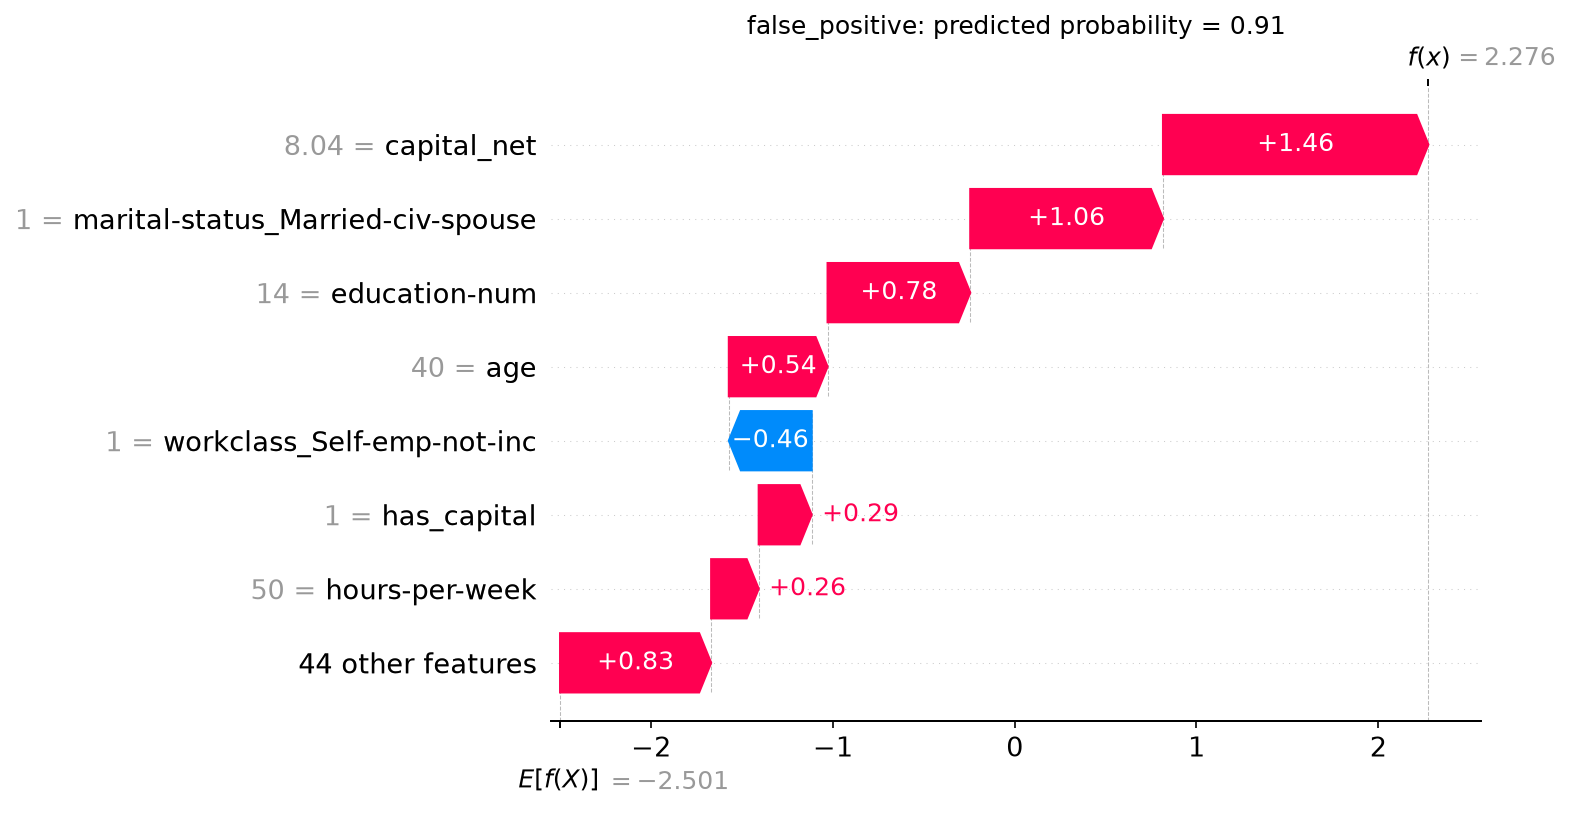 false_positive: predicted probability = 0.91
f(x) = 2.276
8.04 = capital_net +1.46
1 = marital-status_Married-civ-spouse +1.06
14 = education-num +0.78
40 = age +0.54
1 = workclass_Self-emp-not-inc −0.46
1 = has_capital +0.29
50 = hours-per-week +0.26
44 other features +0.83
−2 −1 0 1 2
E[f(X)] = −2.501